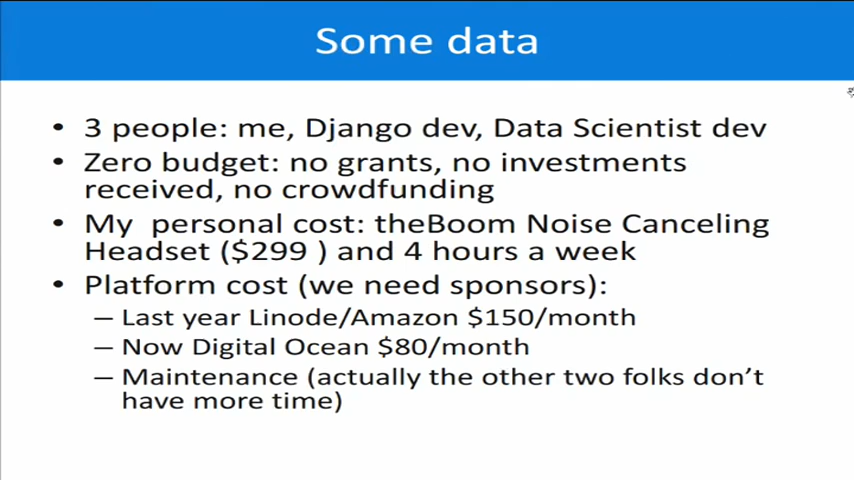 Some data
• 3 people: me, Django dev, Data Scientist dev
• Zero budget: no grants, no investments
received, no crowdfunding
• My  personal cost: theBoom Noise Canceling
Headset ($299 ) and 4 hours a week
• Platform cost (we need sponsors):
– Last year Linode/Amazon $150/month
– Now Digital Ocean $80/month
– Maintenance (actually the other two folks don’t
have more time)